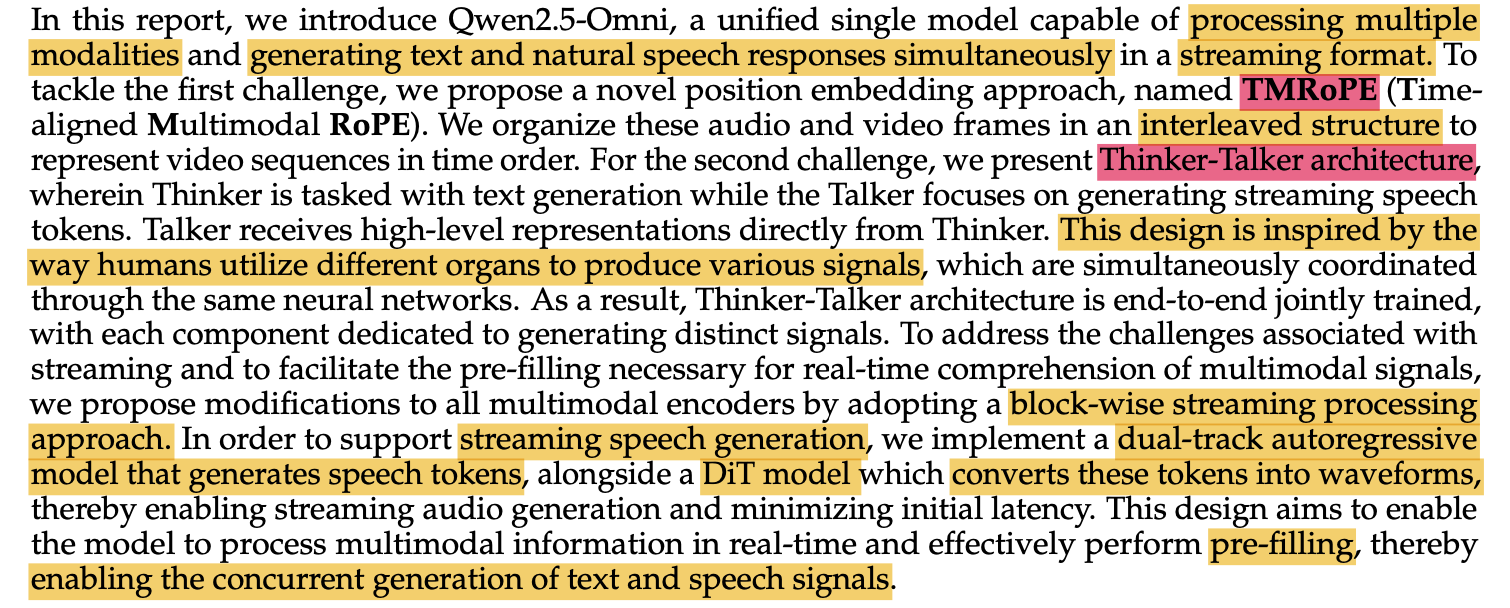 In this report, we introduce Qwen2.5-Omni, a unified single model capable of processing multiple
modalities and generating text and natural speech responses simultaneously in a streaming format. To
tackle the first challenge, we propose a novel position embedding approach, named TMRoPE (Time-
aligned Multimodal RoPE). We organize these audio and video frames in an interleaved structure to
represent video sequences in time order. For the second challenge, we present Thinker-Talker architecture,
wherein Thinker is tasked with text generation while the Talker focuses on generating streaming speech
tokens. Talker receives high-level representations directly from Thinker. This design is inspired by the
way humans utilize different organs to produce various signals, which are simultaneously coordinated
through the same neural networks. As a result, Thinker-Talker architecture is end-to-end jointly trained,
with each component dedicated to generating distinct signals. To address the challenges associated with
streaming and to facilitate the pre-filling necessary for real-time comprehension of multimodal signals,
we propose modifications to all multimodal encoders by adopting a block-wise streaming processing
approach. In order to support streaming speech generation, we implement a dual-track autoregressive
model that generates speech tokens, alongside a DiT model which converts these tokens into waveforms,
thereby enabling streaming audio generation and minimizing initial latency. This design aims to enable
the model to process multimodal information in real-time and effectively perform pre-filling, thereby
enabling the concurrent generation of text and speech signals.